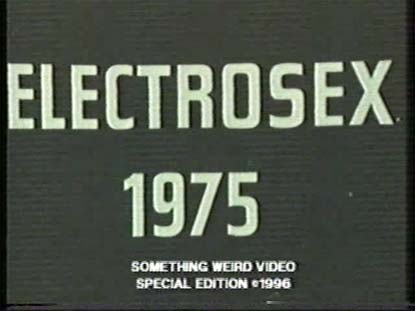 ELECTROSEX
1975
SOMETHING WEIRD VIDEO
SPECIAL EDITION ©1996